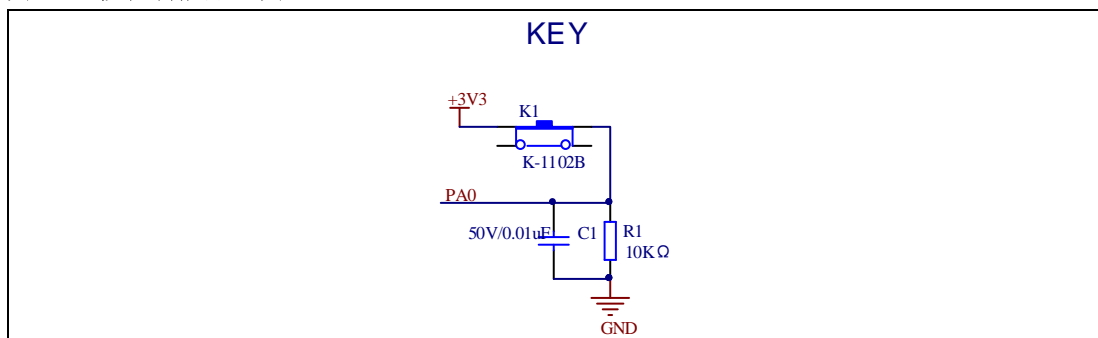 KEY
+3V3
K1
K-1102B
PA0
50V/0.01uF
C1
R1
10KΩ
GND